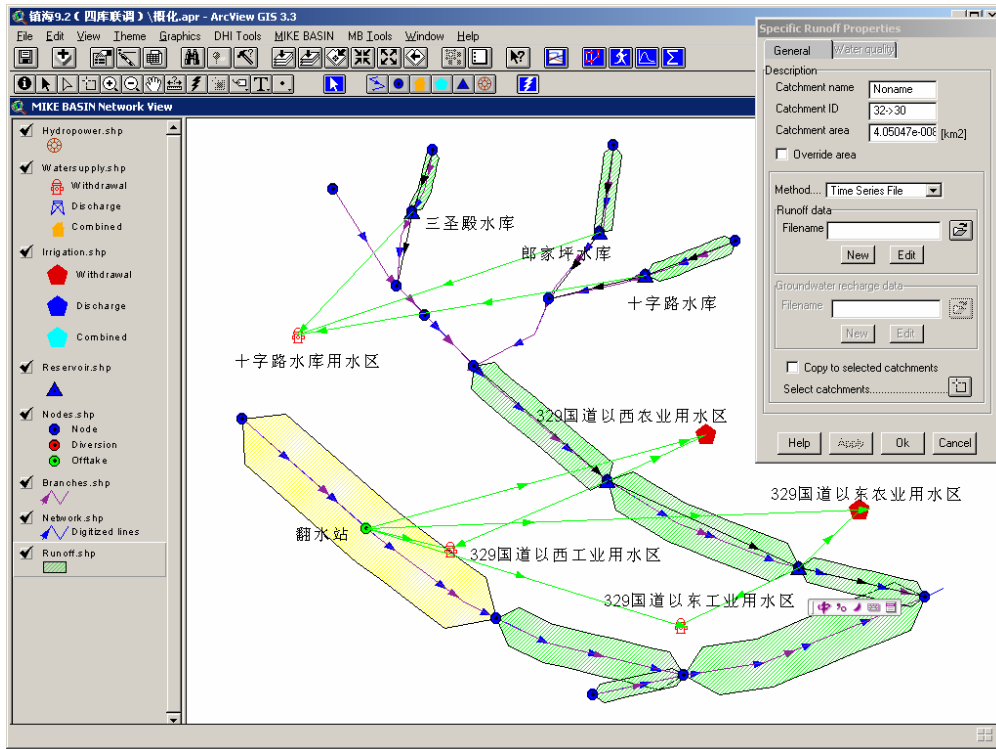 镇海9.2(四库联调)\概化.apr - ArcView GIS 3.3
File Edit View Theme Graphics DHI Tools MIKE BASIN MB Tools Window Help
MIKE BASIN Network View
Hydropower.shp
Watersupply.shp
Withdrawal
Discharge
Combined
Irrigation.shp
Withdrawal
Discharge
Combined
Reservoir.shp
Nodes.shp
Node
Diversion
Offtake
Branches.shp
Network.shp
Digitized lines
Runoff.shp
三圣殿水库
郎家坪水库
十字路水库
十字路水库用水区
329国道以西农业用水区
329国道以东农业用水区
翻水站
329国道以西工业用水区
329国道以东工业用水区
中
Specific Runoff Properties
General Water quality
Description
Catchment name Noname
Catchment ID 32->30
Catchment area 4.05047e-008 [km2]
Override area
Method.... Time Series File
Runoff data
Filename
New Edit
Groundwater recharge data
Filename
New Edit
Copy to selected catchments
Select catchments......................
Help Apply Ok Cancel